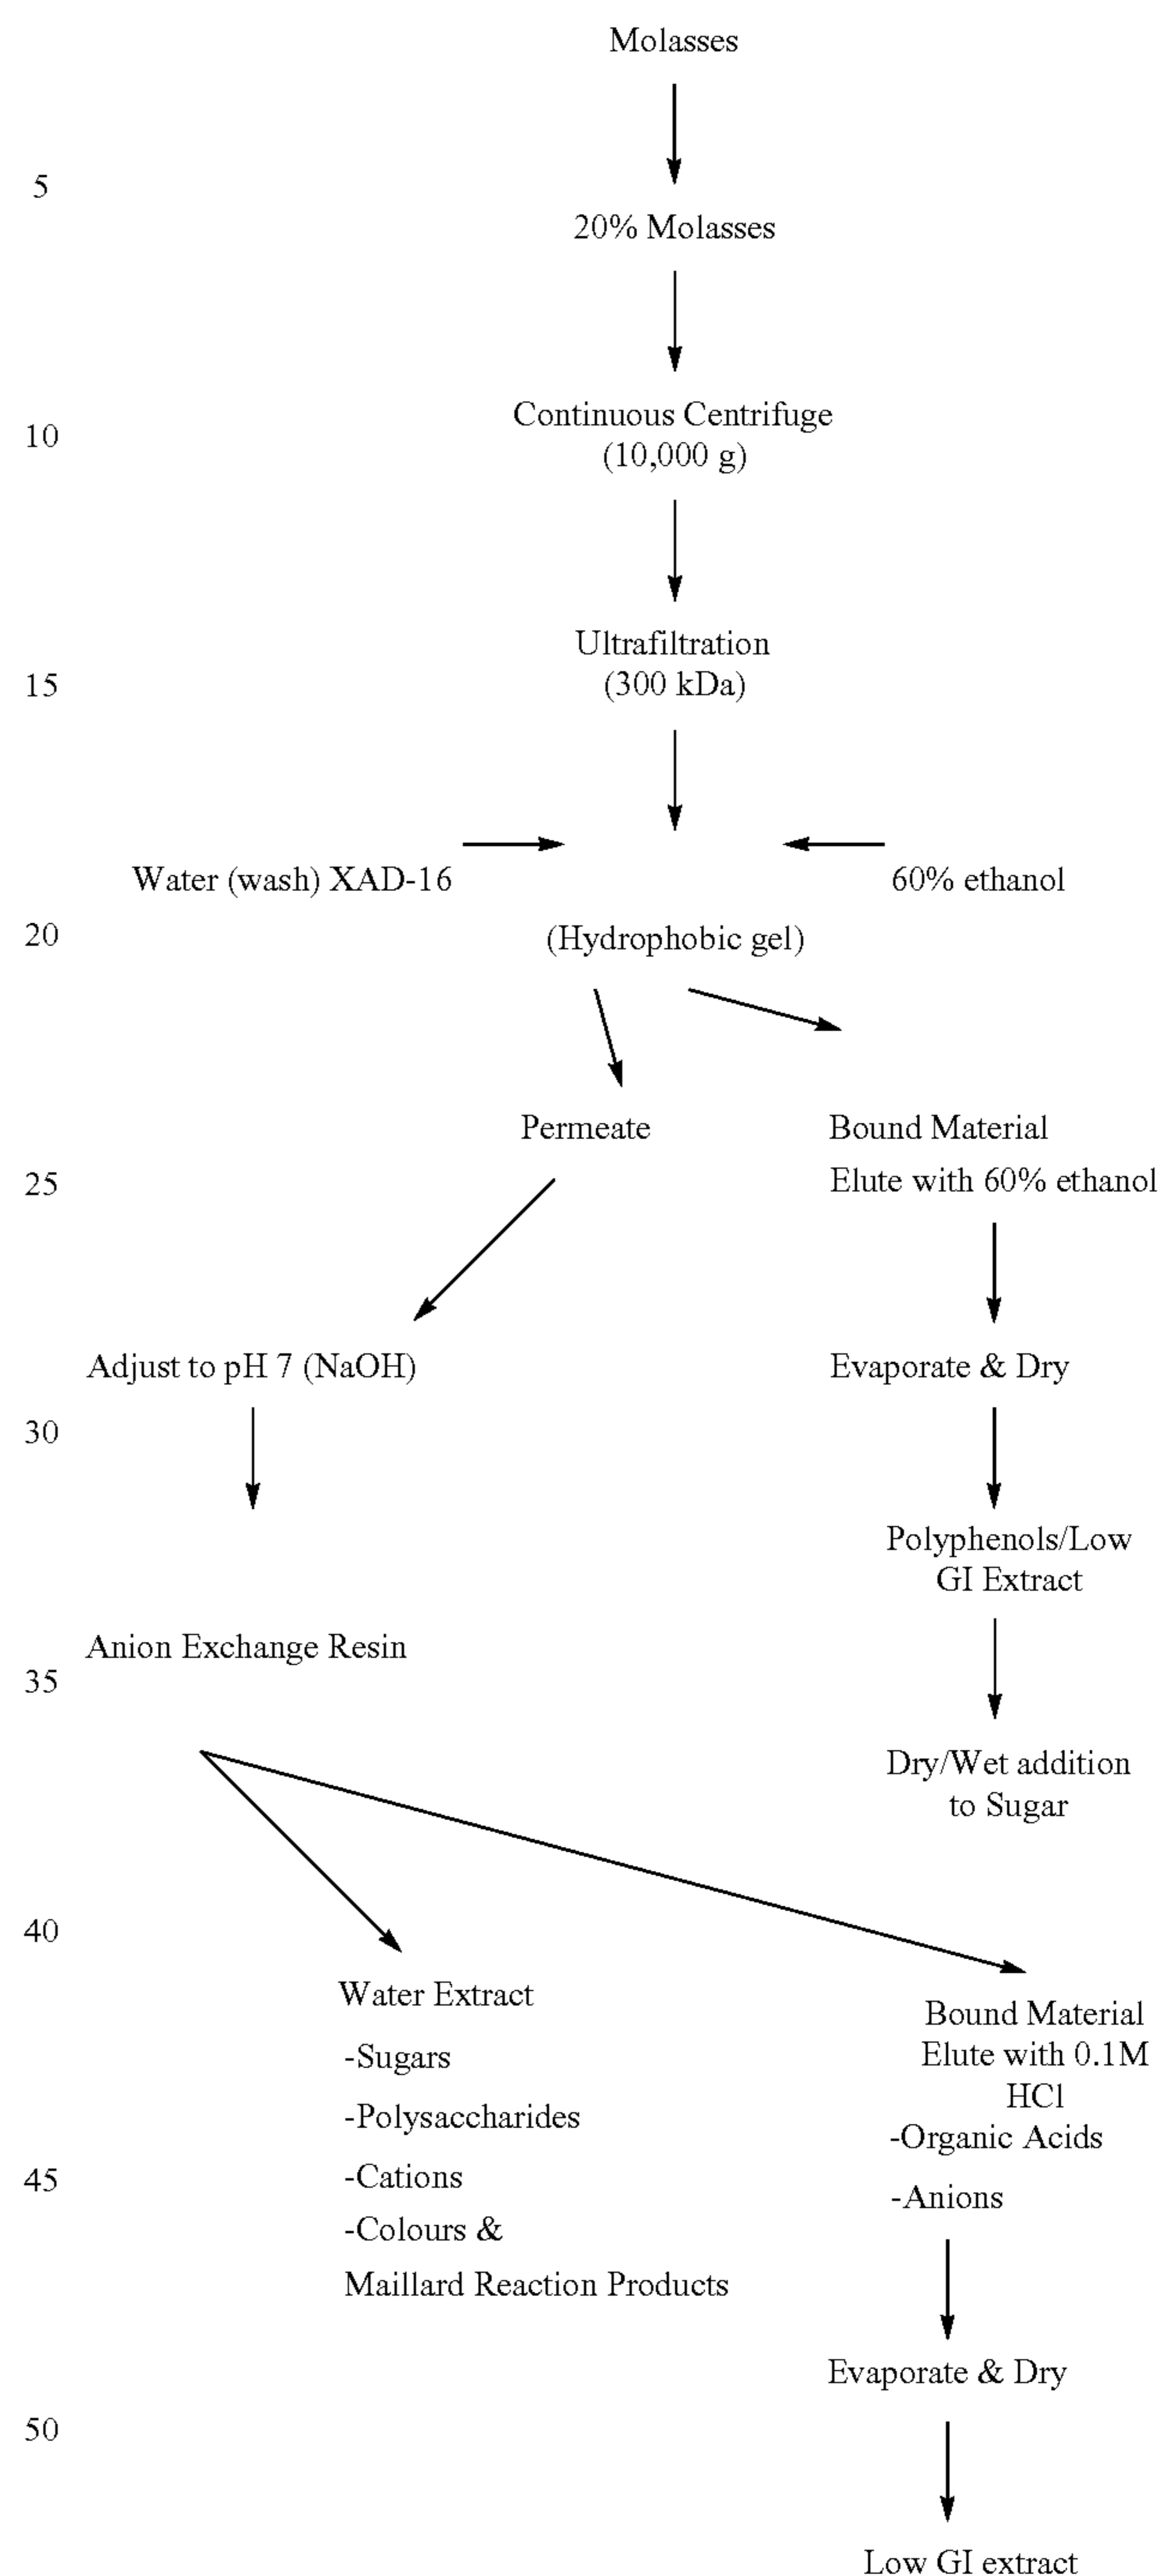 Molasses
5
20% Molasses
Continuous Centrifuge
10
(10,000 g)
Ultrafiltration
15
(300 kDa)
Water (wash) XAD-16
60% ethanol
20
(Hydrophobic gel)
Permeate
Bound Material
25
Elute with 60% ethanol
Adjust to pH 7 (NaOH)
Evaporate & Dry
30
Polyphenols/Low
GI Extract
Anion Exchange Resin
35
Dry/Wet addition
to Sugar
40
Water Extract
-Sugars
-Polysaccharides
-Cations
-Colours &
Maillard Reaction Products
Bound Material
Elute with 0.1M
HCl
-Organic Acids
45
-Anions
Evaporate & Dry
50
Low GI extract